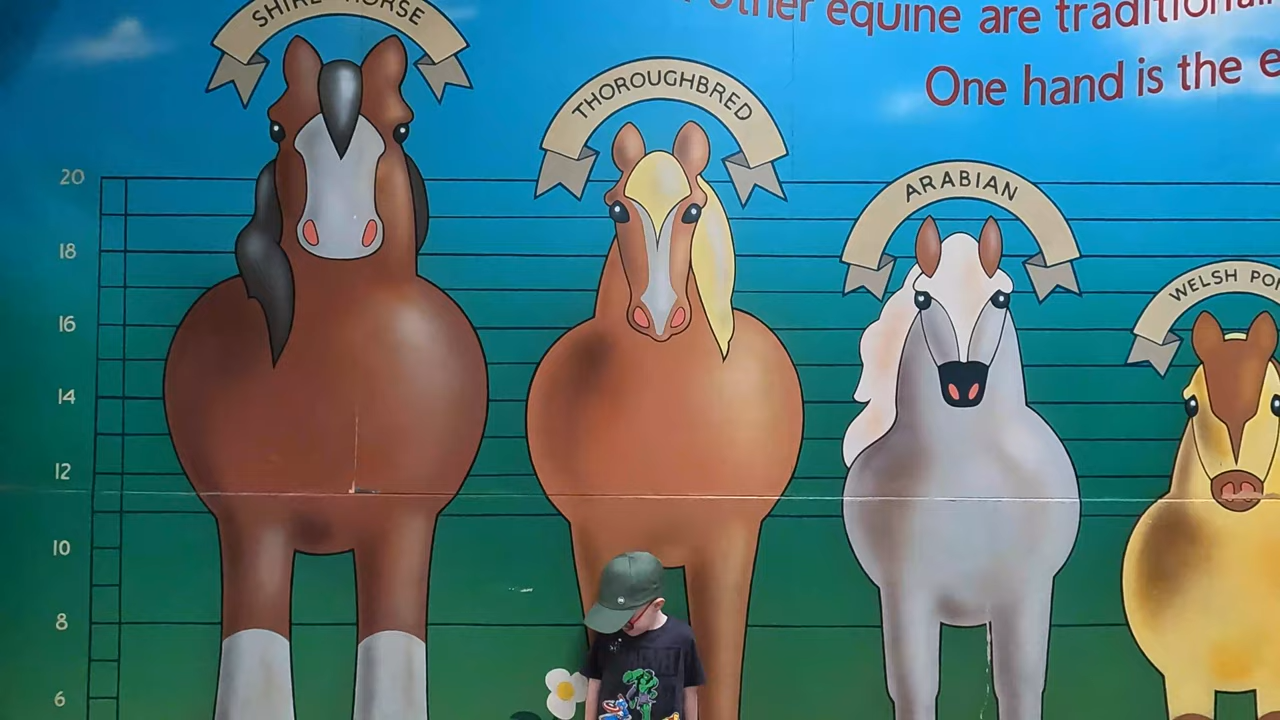 other equine are
One hand is the
SHIRE HORSE
THOROUGHBRED
ARABIAN
WELSH
20
18
16
14
12
10
8
6